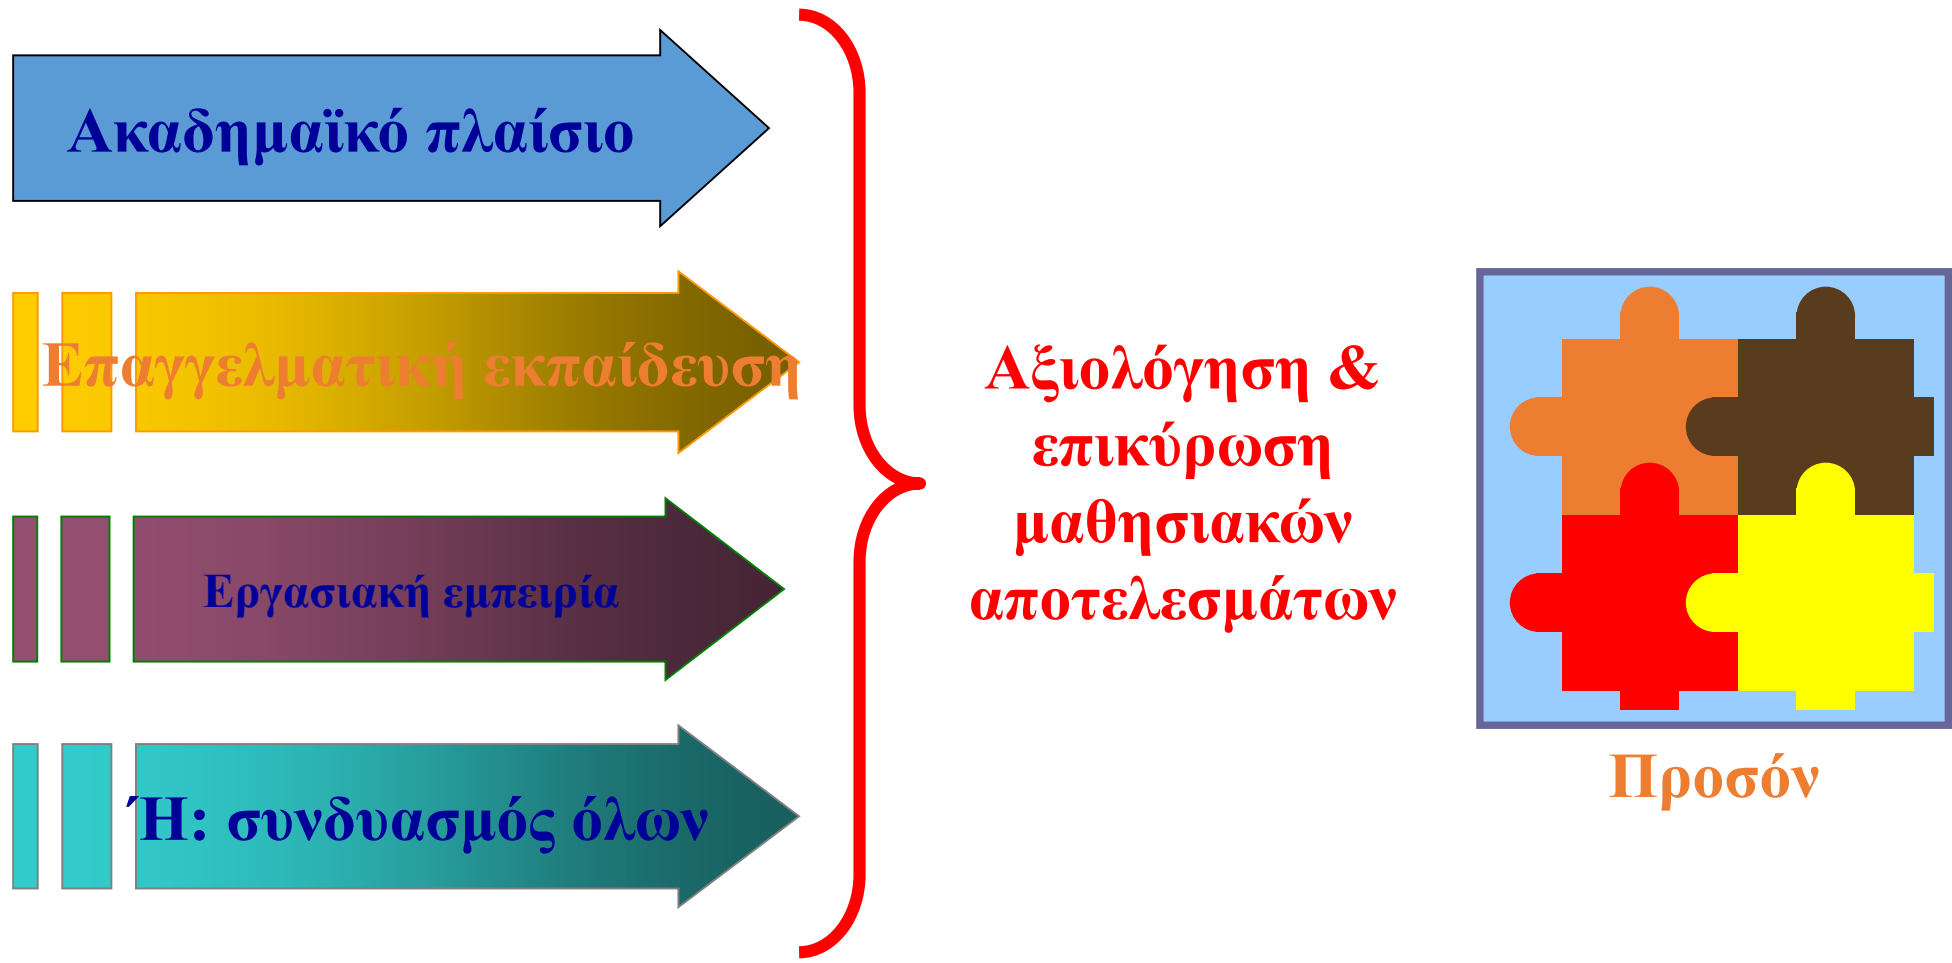 Ακαδημαϊκό πλαίσιο
Επαγγελματική εκπαίδευση
Εργασιακή εμπειρία
Ή: συνδυασμός όλων
Αξιολόγηση &
επικύρωση
μαθησιακών
αποτελεσμάτων
Προσόν